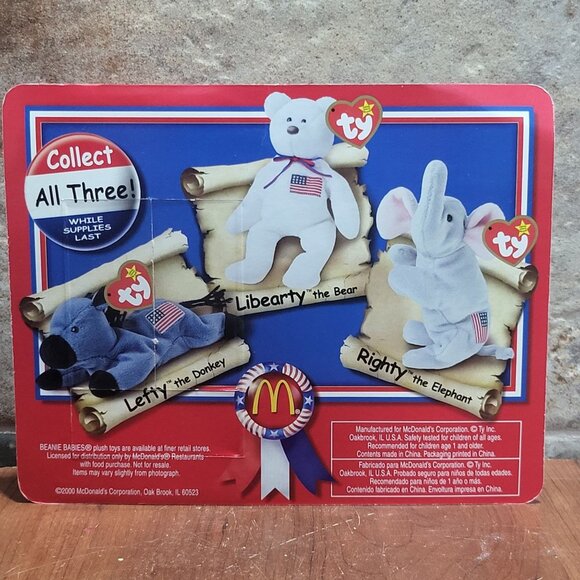 Collect
All Three!
WHILE
SUPPLIES
LAST
ty
ty
ty
Libearty™ the Bear
Righty™ the Elephant
Lefty™ the Donkey
BEANIE BABIES® plush toys are available at finer retail stores.
Licensed for distribution only by McDonald's® Restaurants
with food purchase. Not for resale.
Items may vary slightly from photograph.
©2000 McDonald's Corporation, Oak Brook, IL 60523
Manufactured for McDonald's Corporation. © Ty Inc.
Oakbrook, IL U.S.A. Safety tested for children of all ages.
Recommended for children age 1 and older.
Contents made in China. Packaging printed in China.
Fabricado para McDonald's Corporation. © Ty Inc.
Oakbrook, IL U.S.A. Probado seguro para niños de todas edades.
Recomendado para niños de 1 año o más.
Contenido fabricado en China. Envoltura impresa en China.